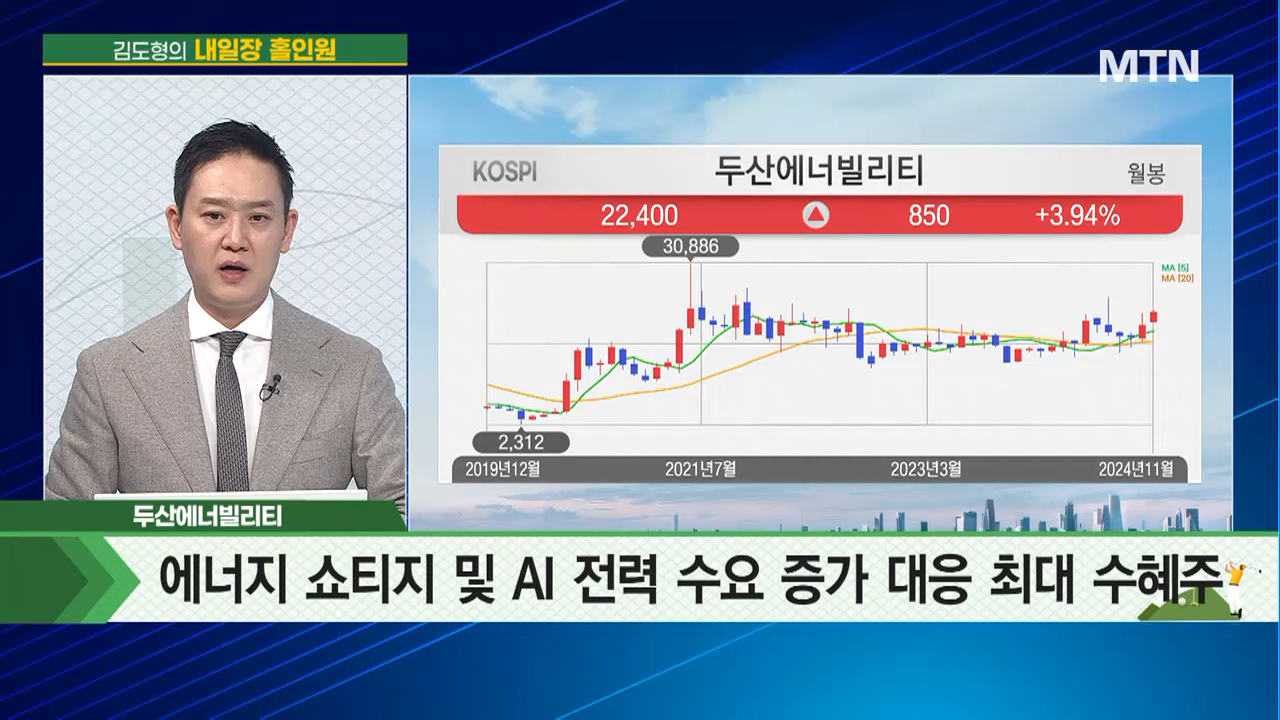 김도형의 내일장 홀인원
MTN
KOSPI 두산에너빌리티 월봉
22,400 850 +3.94%
30,886
MA [5]
MA [20]
2,312
2019년12월 2021년7월 2023년3월 2024년11월
두산에너빌리티
에너지 쇼티지 및 AI 전력 수요 증가 대응 최대 수혜주